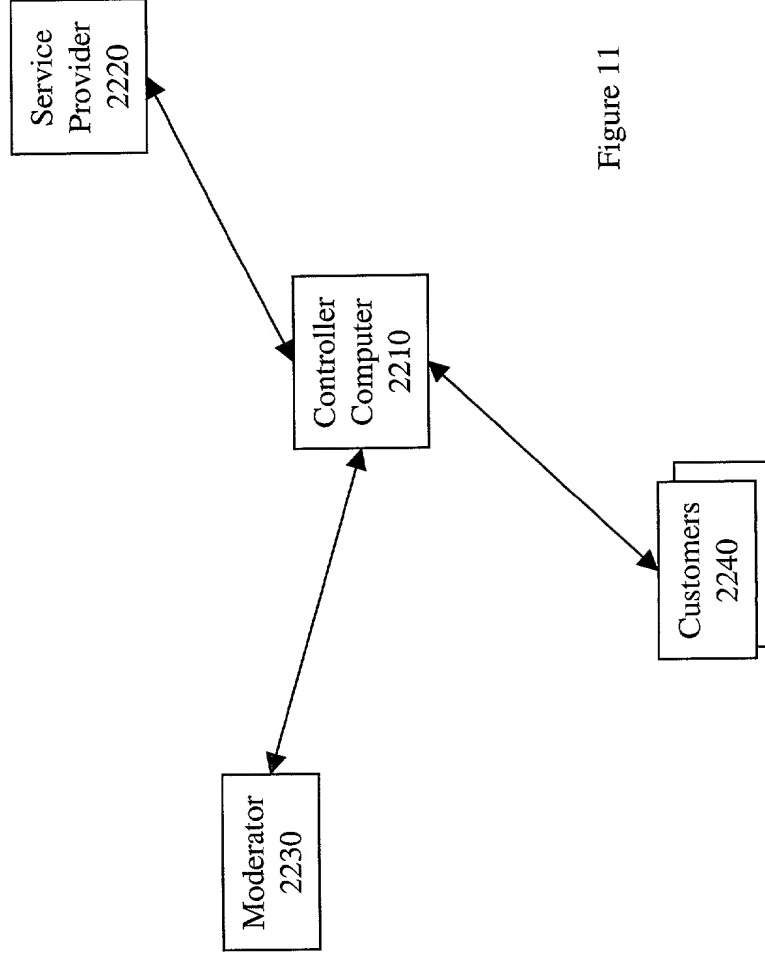 Service
Provider
2220
Controller
Computer
2210
Moderator
2230
Customers
2240
Figure 11